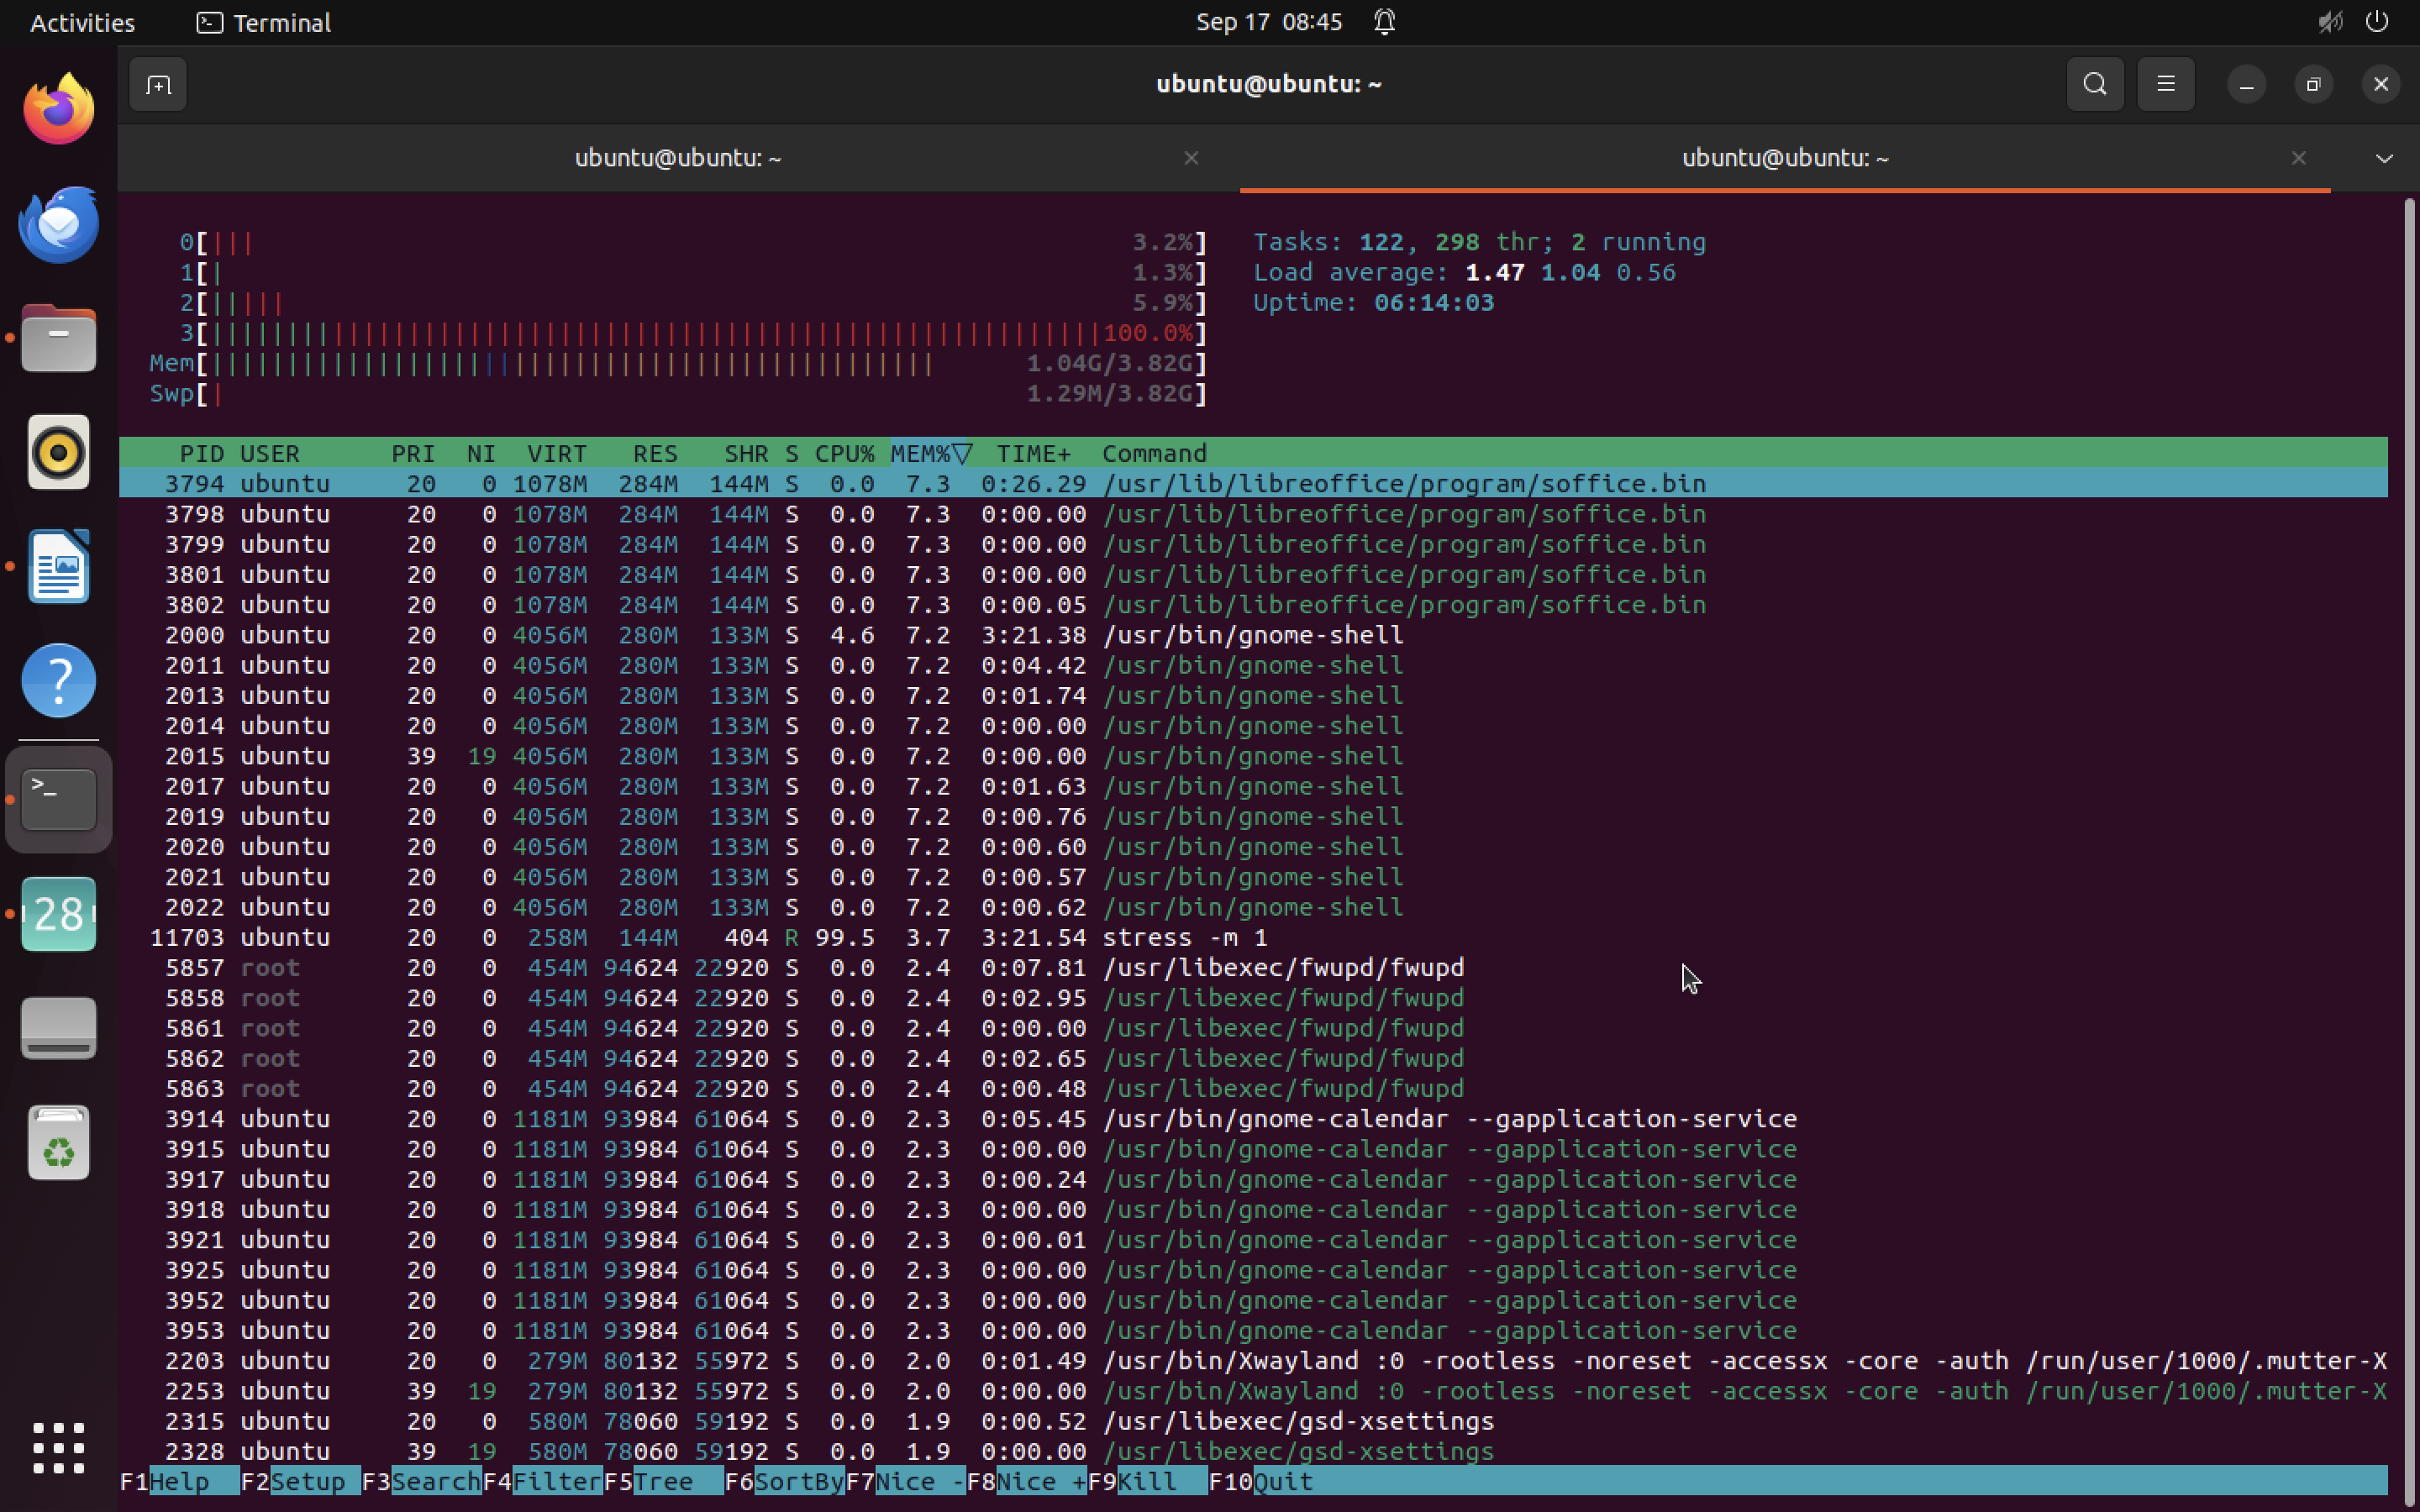 Activities Terminal Sep 17 08:45
ubuntu@ubuntu: ~
ubuntu@ubuntu: ~ ubuntu@ubuntu: ~
0[||| 3.2%] Tasks: 122, 298 thr; 2 running
1[| 1.3%] Load average: 1.47 1.04 0.56
2[||||| 5.9%] Uptime: 06:14:03
3[|||||||||||||||||||||||||||||||||||||||||||||||||||||||||||100.0%]
Mem[|||||||||||||||||||||||||||||||||||||||||||||||| 1.04G/3.82G]
Swp[| 1.29M/3.82G]
PID USER PRI NI VIRT RES SHR S CPU% MEM%▽ TIME+ Command
3794 ubuntu 20 0 1078M 284M 144M S 0.0 7.3 0:26.29 /usr/lib/libreoffice/program/soffice.bin
3798 ubuntu 20 0 1078M 284M 144M S 0.0 7.3 0:00.00 /usr/lib/libreoffice/program/soffice.bin
3799 ubuntu 20 0 1078M 284M 144M S 0.0 7.3 0:00.00 /usr/lib/libreoffice/program/soffice.bin
3801 ubuntu 20 0 1078M 284M 144M S 0.0 7.3 0:00.00 /usr/lib/libreoffice/program/soffice.bin
3802 ubuntu 20 0 1078M 284M 144M S 0.0 7.3 0:00.05 /usr/lib/libreoffice/program/soffice.bin
2000 ubuntu 20 0 4056M 280M 133M S 4.6 7.2 3:21.38 /usr/bin/gnome-shell
2011 ubuntu 20 0 4056M 280M 133M S 0.0 7.2 0:04.42 /usr/bin/gnome-shell
2013 ubuntu 20 0 4056M 280M 133M S 0.0 7.2 0:01.74 /usr/bin/gnome-shell
2014 ubuntu 20 0 4056M 280M 133M S 0.0 7.2 0:00.00 /usr/bin/gnome-shell
2015 ubuntu 39 19 4056M 280M 133M S 0.0 7.2 0:00.00 /usr/bin/gnome-shell
2017 ubuntu 20 0 4056M 280M 133M S 0.0 7.2 0:01.63 /usr/bin/gnome-shell
2019 ubuntu 20 0 4056M 280M 133M S 0.0 7.2 0:00.76 /usr/bin/gnome-shell
2020 ubuntu 20 0 4056M 280M 133M S 0.0 7.2 0:00.60 /usr/bin/gnome-shell
2021 ubuntu 20 0 4056M 280M 133M S 0.0 7.2 0:00.57 /usr/bin/gnome-shell
2022 ubuntu 20 0 4056M 280M 133M S 0.0 7.2 0:00.62 /usr/bin/gnome-shell
11703 ubuntu 20 0 258M 144M 404 R 99.5 3.7 3:21.54 stress -m 1
5857 root 20 0 454M 94624 22920 S 0.0 2.4 0:07.81 /usr/libexec/fwupd/fwupd
5858 root 20 0 454M 94624 22920 S 0.0 2.4 0:02.95 /usr/libexec/fwupd/fwupd
5861 root 20 0 454M 94624 22920 S 0.0 2.4 0:00.00 /usr/libexec/fwupd/fwupd
5862 root 20 0 454M 94624 22920 S 0.0 2.4 0:02.65 /usr/libexec/fwupd/fwupd
5863 root 20 0 454M 94624 22920 S 0.0 2.4 0:00.48 /usr/libexec/fwupd/fwupd
3914 ubuntu 20 0 1181M 93984 61064 S 0.0 2.3 0:05.45 /usr/bin/gnome-calendar --gapplication-service
3915 ubuntu 20 0 1181M 93984 61064 S 0.0 2.3 0:00.00 /usr/bin/gnome-calendar --gapplication-service
3917 ubuntu 20 0 1181M 93984 61064 S 0.0 2.3 0:00.24 /usr/bin/gnome-calendar --gapplication-service
3918 ubuntu 20 0 1181M 93984 61064 S 0.0 2.3 0:00.00 /usr/bin/gnome-calendar --gapplication-service
3921 ubuntu 20 0 1181M 93984 61064 S 0.0 2.3 0:00.01 /usr/bin/gnome-calendar --gapplication-service
3925 ubuntu 20 0 1181M 93984 61064 S 0.0 2.3 0:00.00 /usr/bin/gnome-calendar --gapplication-service
3952 ubuntu 20 0 1181M 93984 61064 S 0.0 2.3 0:00.00 /usr/bin/gnome-calendar --gapplication-service
3953 ubuntu 20 0 1181M 93984 61064 S 0.0 2.3 0:00.00 /usr/bin/gnome-calendar --gapplication-service
2203 ubuntu 20 0 279M 80132 55972 S 0.0 2.0 0:01.49 /usr/bin/Xwayland :0 -rootless -noreset -accessx -core -auth /run/user/1000/.mutter-X
2253 ubuntu 39 19 279M 80132 55972 S 0.0 2.0 0:00.00 /usr/bin/Xwayland :0 -rootless -noreset -accessx -core -auth /run/user/1000/.mutter-X
2315 ubuntu 20 0 580M 78060 59192 S 0.0 1.9 0:00.52 /usr/libexec/gsd-xsettings
2328 ubuntu 39 19 580M 78060 59192 S 0.0 1.9 0:00.00 /usr/libexec/gsd-xsettings
F1Help F2Setup F3SearchF4FilterF5Tree F6SortByF7Nice -F8Nice +F9Kill F10Quit
28